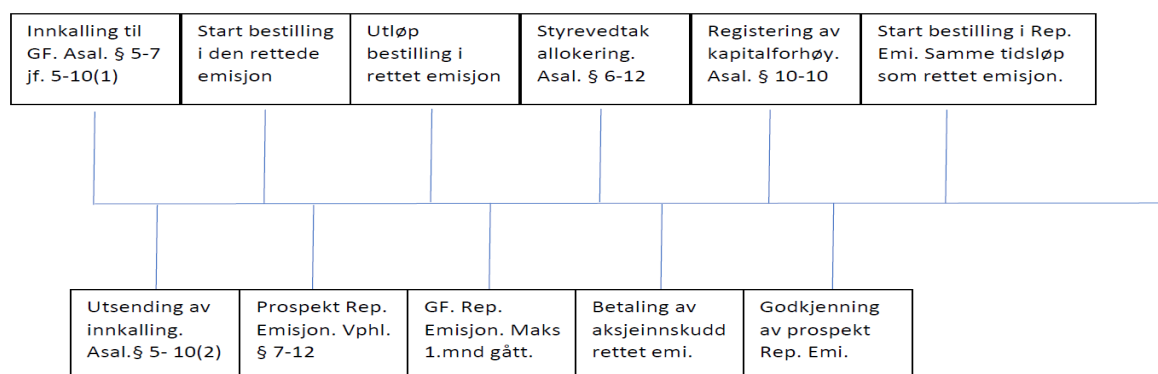 Innkalling til
GF. Asal. § 5-7
jf. 5-10(1)
Start bestilling
i den rettede
emisjon
Utløp
bestilling i
rettet emisjon
Styrevedtak
allokering.
Asal. § 6-12
Registering av
kapitalforhøy.
Asal. § 10-10
Start bestilling i Rep.
Emi. Samme tidsløp
som rettet emisjon.
Utsending av
innkalling.
Asal.§ 5- 10(2)
Prospekt Rep.
Emisjon. Vphl.
§ 7-12
GF. Rep.
Emisjon. Maks
1.mnd gått.
Betaling av
aksjeinnskudd
rettet emi.
Godkjenning
av prospekt
Rep. Emi.